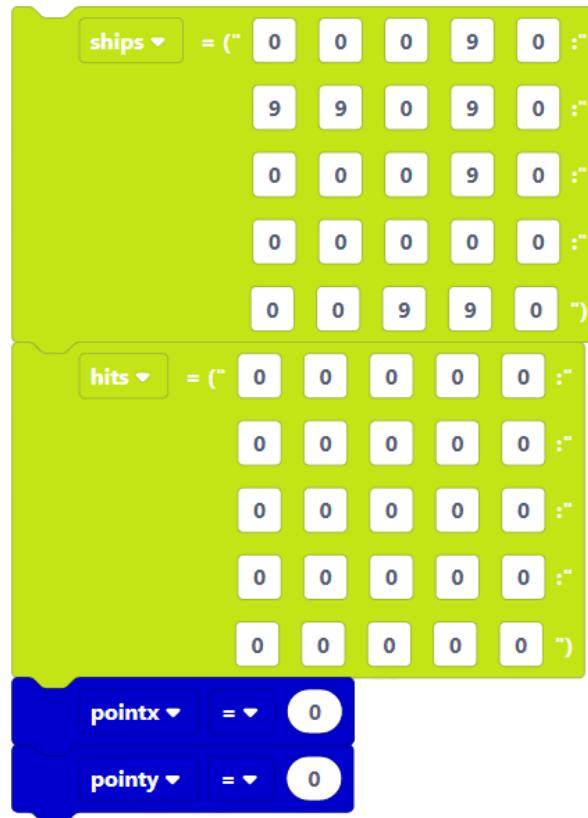 ships = (" 0 0 0 9 0 :"
9 9 0 9 0 :"
0 0 0 9 0 :"
0 0 0 0 0 :"
0 0 9 9 0 ")
hits = (" 0 0 0 0 0 :"
0 0 0 0 0 :"
0 0 0 0 0 :"
0 0 0 0 0 :"
0 0 0 0 0 ")
pointx = 0
pointy = 0